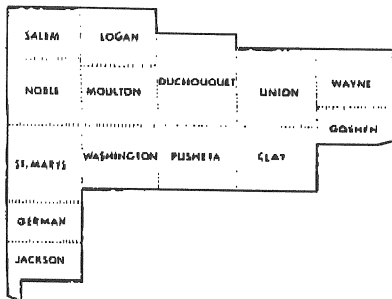 SALEM LOGAN
DUCHOUQUET
WAYNE
NOBLE MOULTON UNION
GOSHEN
ST. MARYS WASHINGTON PUSHETA CLAY
GERMAN
JACKSON